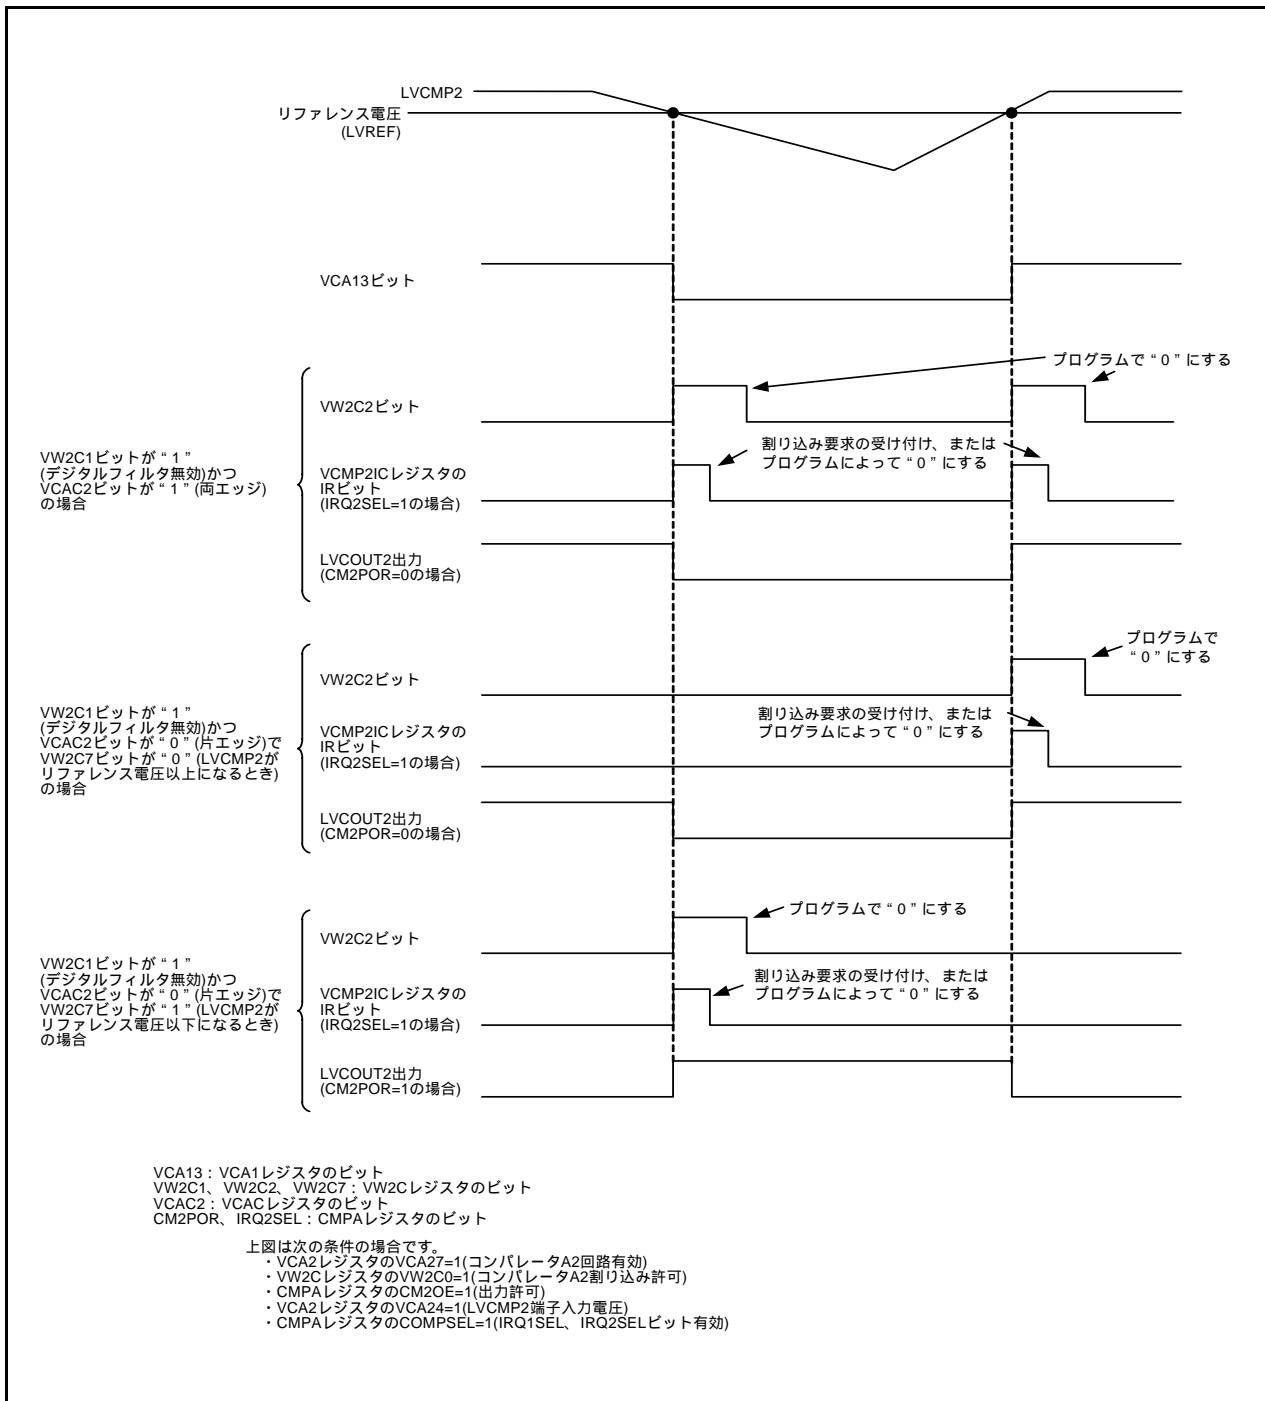 LVCMP2
リファレンス電圧
(LVREF)
VCA13ビット
プログラムで“0”にする
VW2C2ビット
VW2C1ビットが“1”
(デジタルフィルタ無効)かつ
VCAC2ビットが“1”(両エッジ)
の場合
割り込み要求の受け付け、または
プログラムによって“0”にする
VCMP2ICレジスタの
IRビット
(IRQ2SEL=1の場合)
LVCOUT2出力
(CM2POR=0の場合)
プログラムで
“0”にする
VW2C2ビット
VW2C1ビットが“1”
(デジタルフィルタ無効)かつ
VCAC2ビットが“0”(片エッジ)で
VW2C7ビットが“0”(LVCMP2が
リファレンス電圧以上になるとき)
の場合
割り込み要求の受け付け、または
プログラムによって“0”にする
VCMP2ICレジスタの
IRビット
(IRQ2SEL=1の場合)
LVCOUT2出力
(CM2POR=0の場合)
プログラムで“0”にする
VW2C2ビット
VW2C1ビットが“1”
(デジタルフィルタ無効)かつ
VCAC2ビットが“0”(片エッジ)で
VW2C7ビットが“1”(LVCMP2が
リファレンス電圧以下になるとき)
の場合
割り込み要求の受け付け、または
プログラムによって“0”にする
VCMP2ICレジスタの
IRビット
(IRQ2SEL=1の場合)
LVCOUT2出力
(CM2POR=1の場合)
VCA13：VCA1レジスタのビット
VW2C1、VW2C2、VW2C7：VW2Cレジスタのビット
VCAC2：VCACレジスタのビット
CM2POR、IRQ2SEL：CMPAレジスタのビット
上図は次の条件の場合です。
・VCA2レジスタのVCA27=1(コンパレータA2回路有効)
・VW2CレジスタのVW2C0=1(コンパレータA2割り込み許可)
・CMPAレジスタのCM2OE=1(出力許可)
・VCA2レジスタのVCA24=1(LVCMP2端子入力電圧)
・CMPAレジスタのCOMPSEL=1(IRQ1SEL、IRQ2SELビット有効)